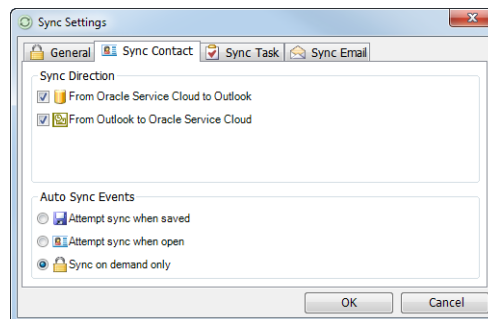 Sync Settings
General Sync Contact Sync Task Sync Email
Sync Direction
From Oracle Service Cloud to Outlook
From Outlook to Oracle Service Cloud
Auto Sync Events
Attempt sync when saved
Attempt sync when open
Sync on demand only
OK Cancel